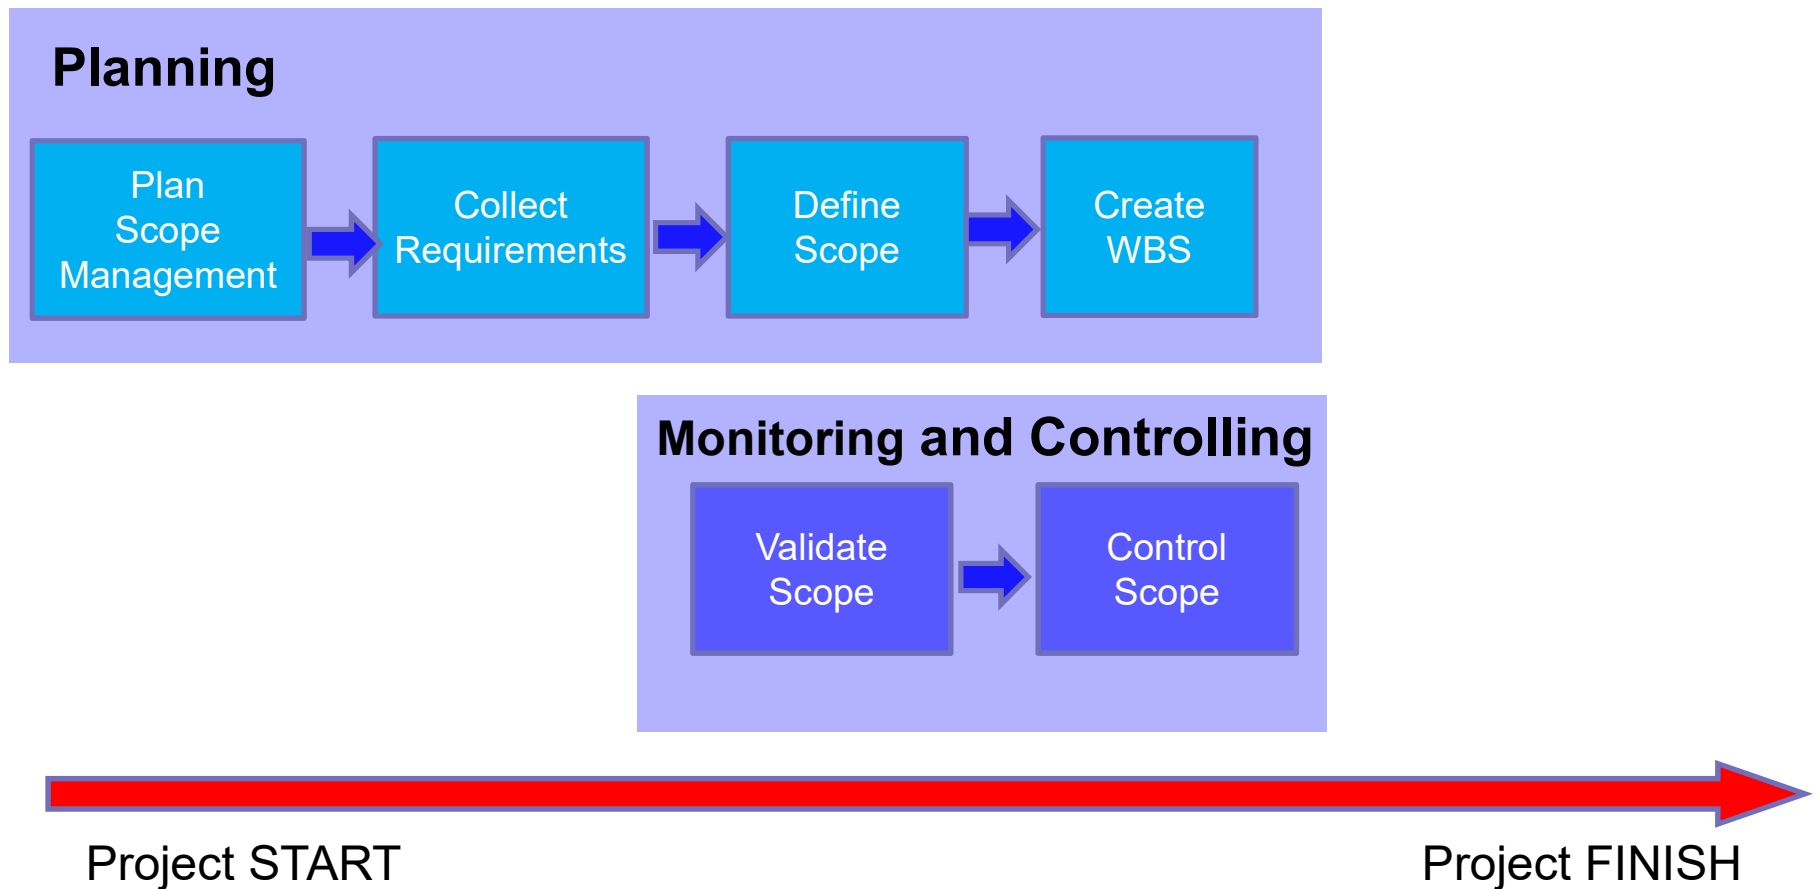 Planning
Plan
Scope
Management
Collect
Requirements
Define
Scope
Create
WBS
Monitoring and Controlling
Validate
Scope
Control
Scope
Project START
Project FINISH